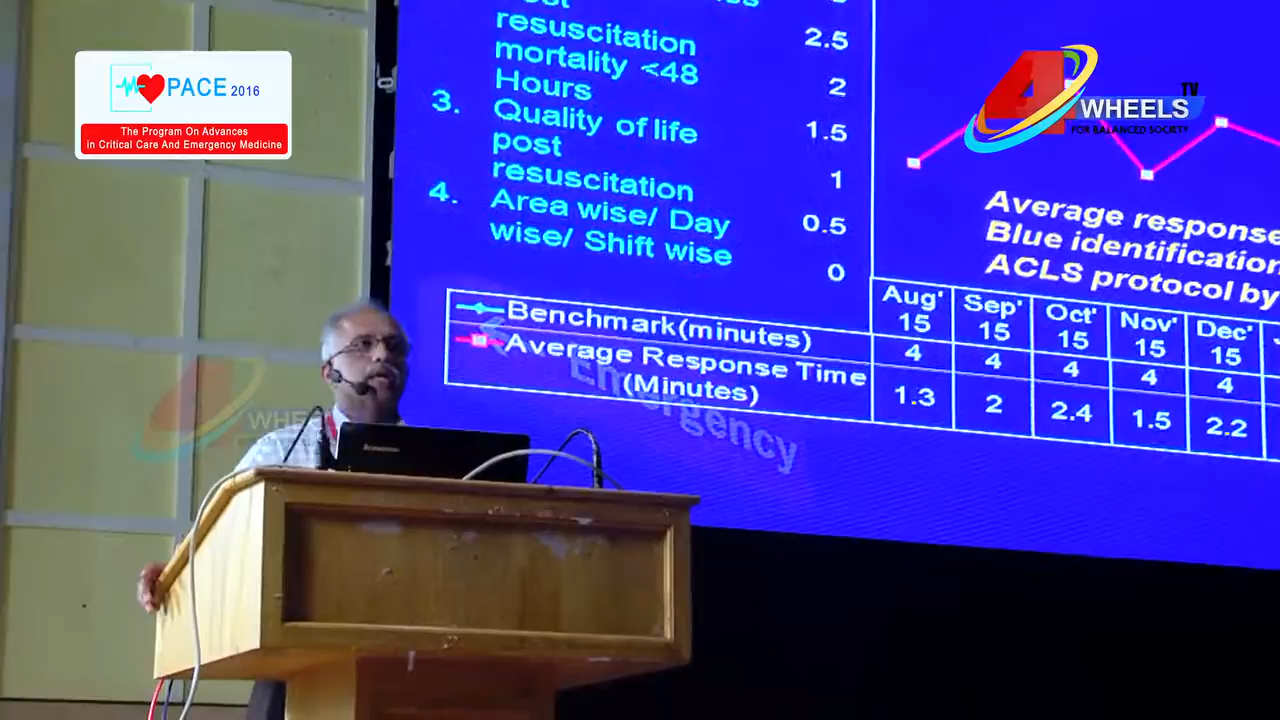 PACE 2016
The Program On Advances
in Critical Care And Emergency Medicine
4 WHEELS TV
FOR BALANCED SOCIETY
resuscitation
mortality <48
Hours
3. Quality of life
post
resuscitation
4. Area wise/ Day
wise/ Shift wise
2.5
2
1.5
1
0.5
0
Average response
Blue identification
ACLS protocol by
Aug' 15 Sep' 15 Oct' 15 Nov' 15 Dec' 15
Benchmark(minutes) 4 4 4 4 4
Average Response Time
(Minutes) 1.3 2 2.4 1.5 2.2
Emergency
4 WHEELS
Lenovo